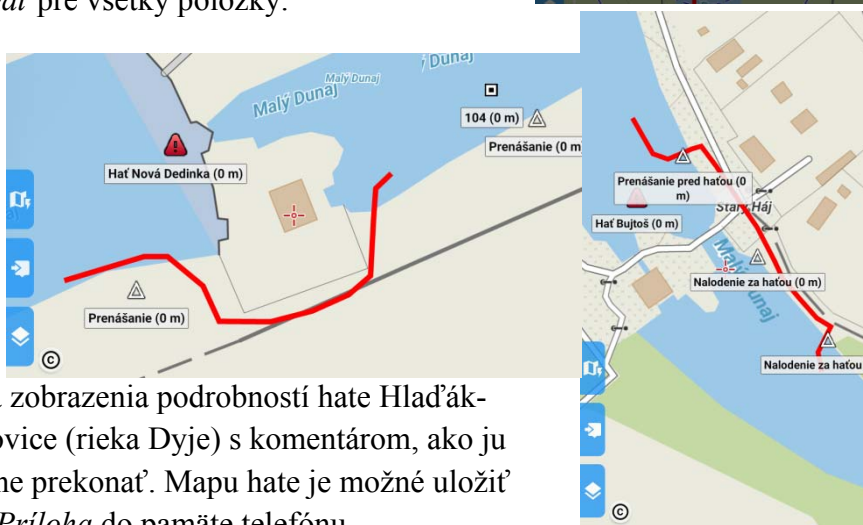 pre všetky položky.
Malý Dunaj
Malý Dunaj
Dunaj
104 (0 m)
Prenášanie (0 m
Hať Nová Dedinka (0 m)
Prenášanie (0 m)
©
Prenášanie pred haťou (0
m)
Starý Háj
Hať Bujtoš (0 m)
Malý Dunaj
Nalodenie za haťou (0 m)
Nalodenie za haťou
©
zobrazenia podrobností hate Hlaďák-
ovice (rieka Dyje) s komentárom, ako ju
ne prekonať. Mapu hate je možné uložiť
Príloha do pamäte telefónu.